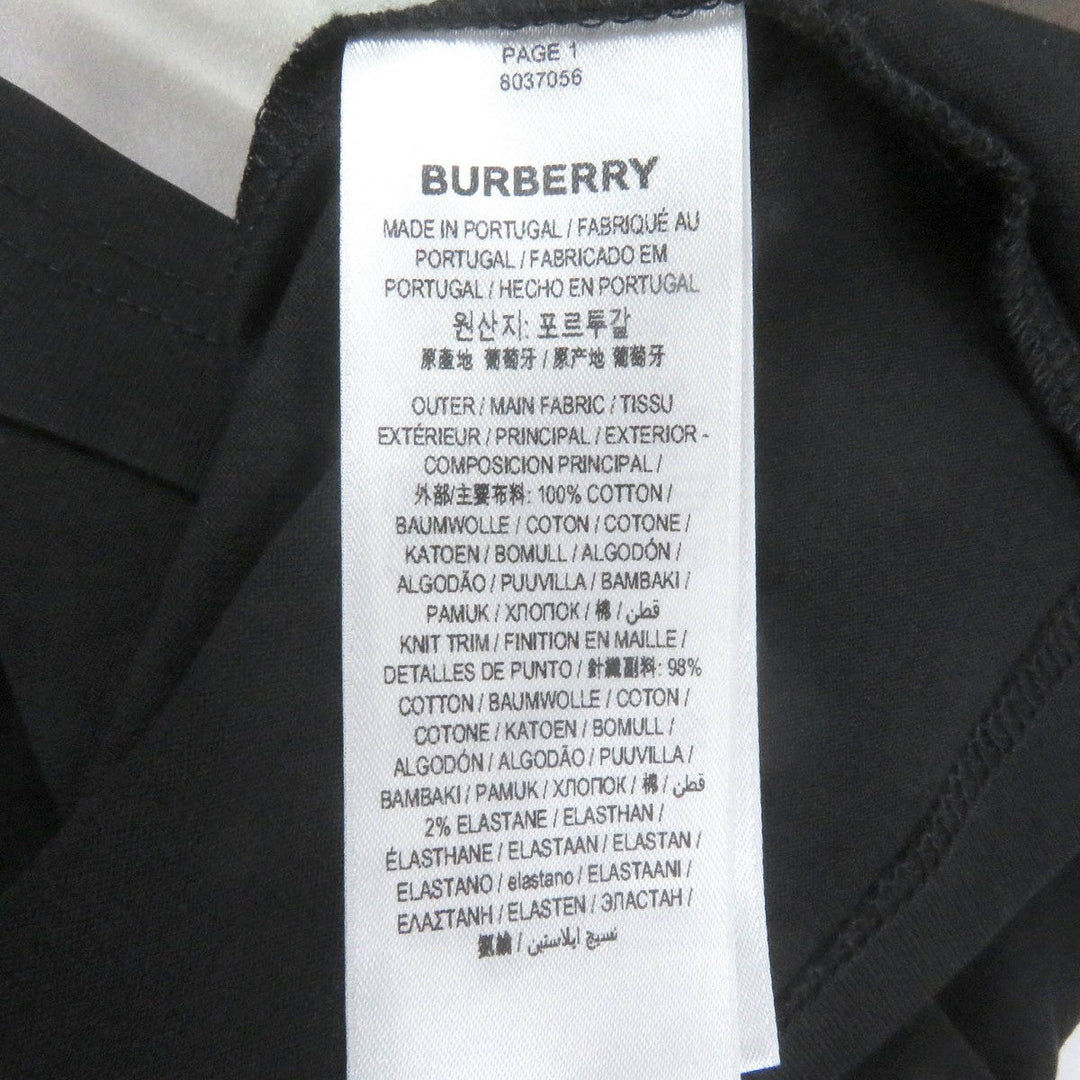 PAGE 1
8037056
BURBERRY
MADE IN PORTUGAL / FABRIQUÉ AU
PORTUGAL / FABRICADO EM
PORTUGAL / HECHO EN PORTUGAL
원산지: 포르투갈
原產地 葡萄牙 / 原产地 葡萄牙
OUTER / MAIN FABRIC / TISSU
EXTÉRIEUR / PRINCIPAL / EXTERIOR -
COMPOSICION PRINCIPAL /
外部/主要布料: 100% COTTON /
BAUMWOLLE / COTON / COTONE /
KATOEN / BOMULL / ALGODÓN /
ALGODÃO / PUUVILLA / BAMBAKI /
PAMUK / ХЛОПОК / 棉 / قطن
KNIT TRIM / FINITION EN MAILLE /
DETALLES DE PUNTO / 針織副料: 98%
COTTON / BAUMWOLLE / COTON /
COTONE / KATOEN / BOMULL /
ALGODÓN / ALGODÃO / PUUVILLA /
BAMBAKI / PAMUK / ХЛОПОК / 棉 / قطن
2% ELASTANE / ELASTHAN /
ÉLASTHANE / ELASTAAN / ELASTAN /
ELASTANO / elastano / ELASTAANI /
ΕΛΑΣΤΑΝΗ / ELASTEN / ЭЛАСТАН /
氨綸 / نسيج ايلاستين